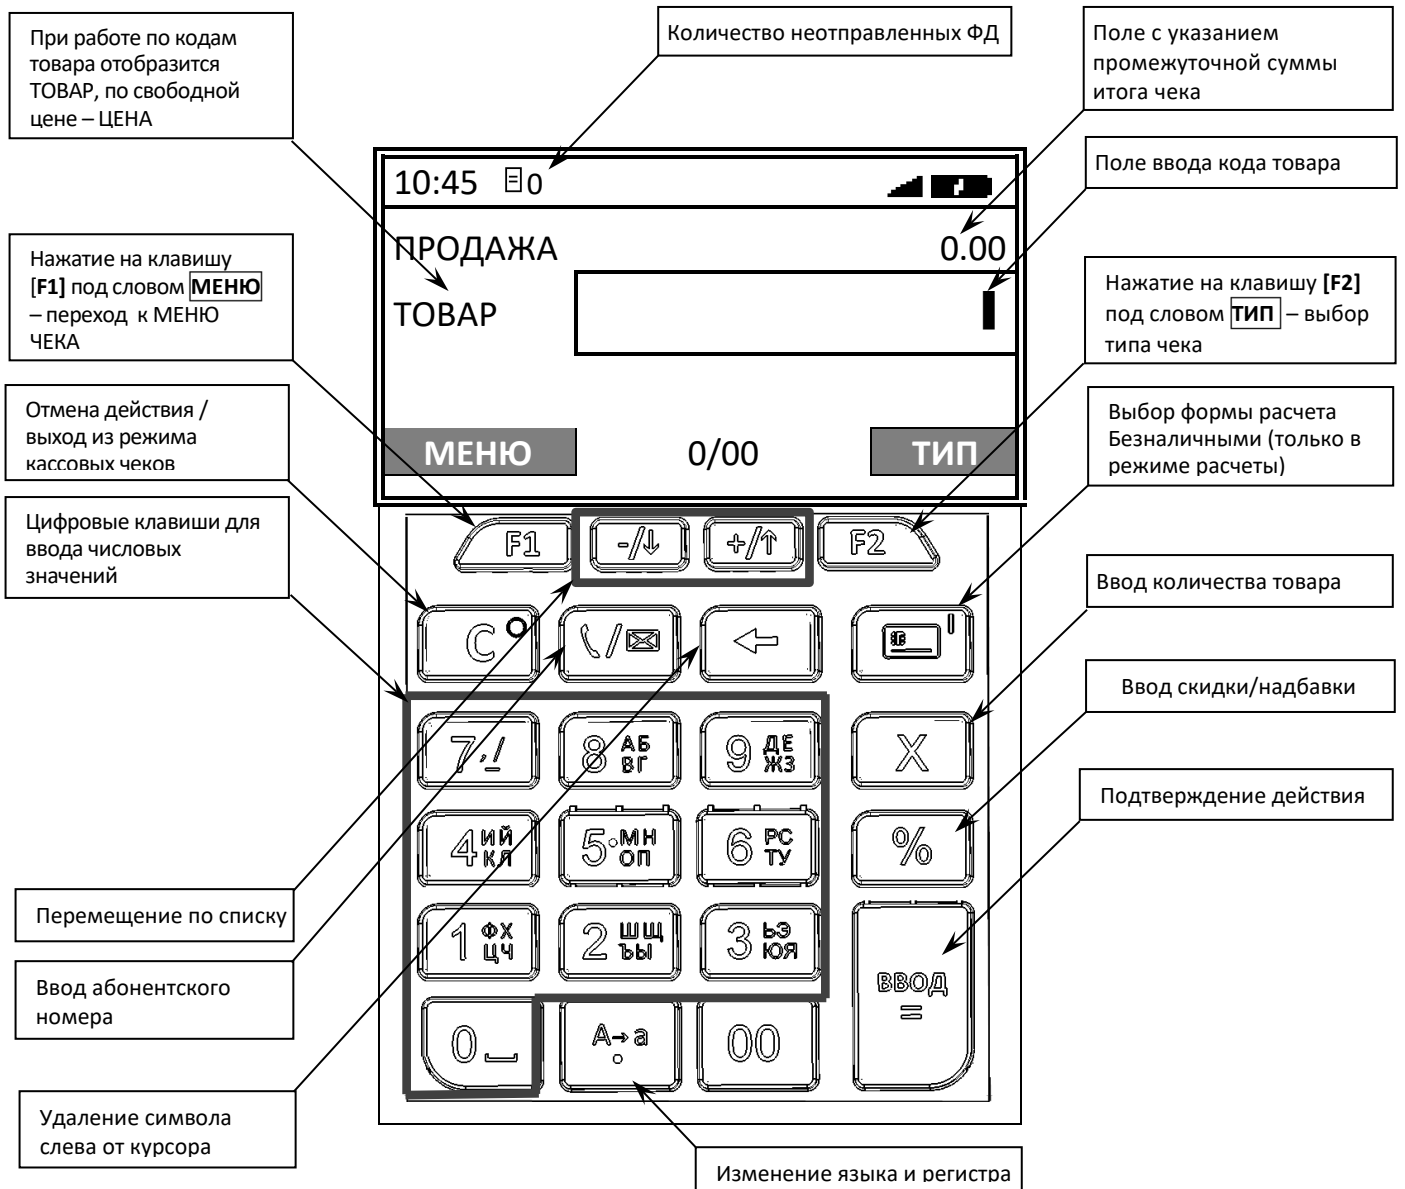 При работе по кодам
товара отобразится
ТОВАР, по свободной
цене – ЦЕНА
Количество неотправленных ФД
Поле с указанием
промежуточной суммы
итога чека
Поле ввода кода товара
10:45 0
ПРОДАЖА 0.00
ТОВАР
МЕНЮ 0/00 ТИП
Нажатие на клавишу
[F1] под словом МЕНЮ
– переход к МЕНЮ
ЧЕКА
Нажатие на клавишу [F2]
под словом ТИП – выбор
типа чека
Отмена действия /
выход из режима
кассовых чеков
Выбор формы расчета
Безналичными (только в
режиме расчеты)
Цифровые клавиши для
ввода числовых
значений
Ввод количества товара
Ввод скидки/надбавки
Подтверждение действия
F1 -/↓ +/↑ F2
C /
7,!
8 АБ
ВГ
9 ДЕ
ЖЗ
X
4 ИЙ
КЛ
5 МН
ОП
6 РС
ТУ
%
1 ФХ
ЦЧ
2 ШЩ
ЪЫ
3 ЬЭ
ЮЯ
ВВОД
=
0
А→а
00
Перемещение по списку
Ввод абонентского
номера
Удаление символа
слева от курсора
Изменение языка и регистра